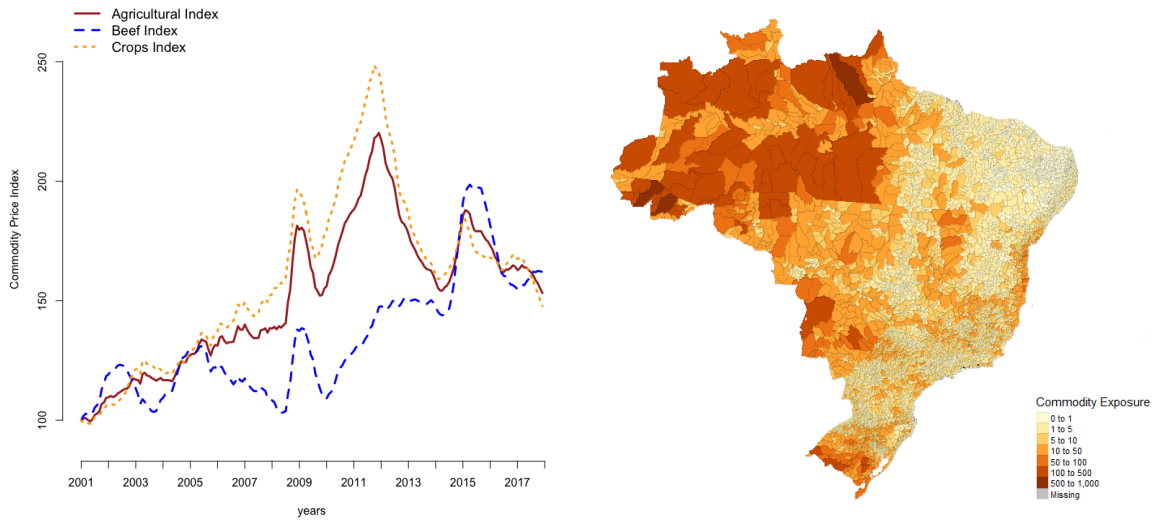 Agricultural Index
Beef Index
Crops Index
Commodity Price Index
250
200
150
100
2001
2003
2005
2007
2009
2011
2013
2015
2017
years
Commodity Exposure
0 to 1
1 to 5
5 to 10
10 to 50
50 to 100
100 to 500
500 to 1,000
Missing